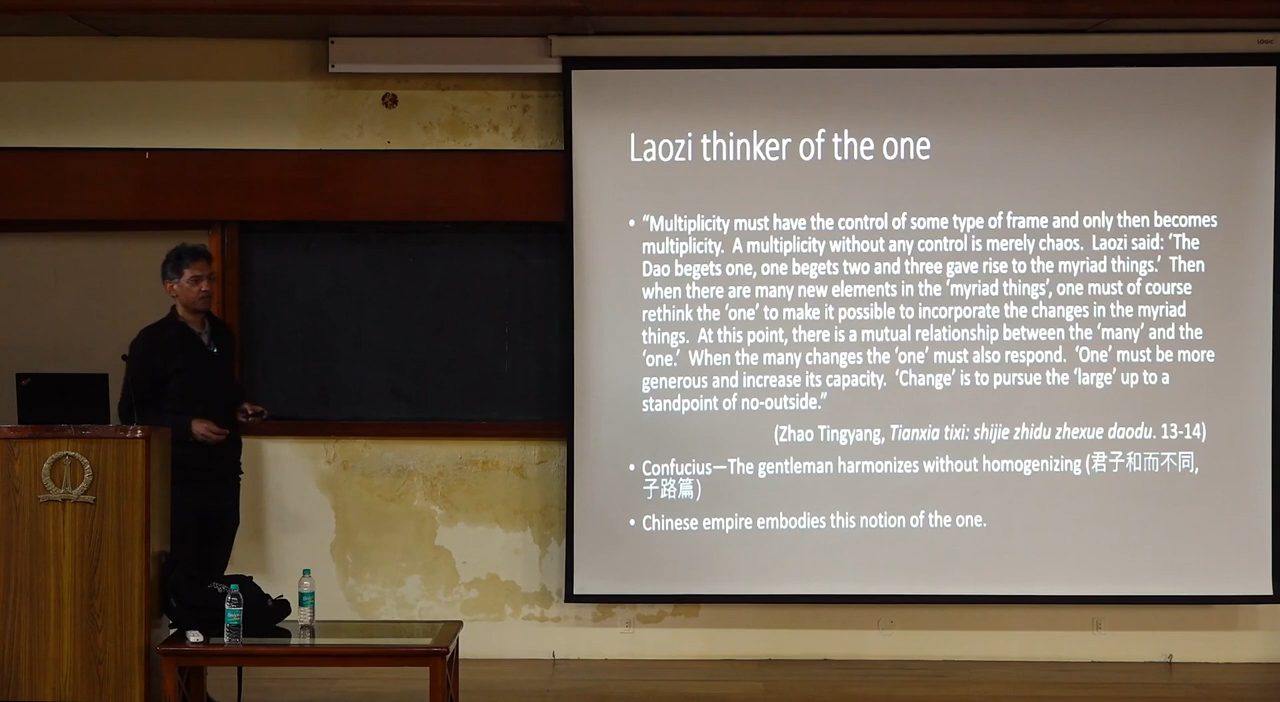 Laozi thinker of the one
• “Multiplicity must have the control of some type of frame and only then becomes
multiplicity. A multiplicity without any control is merely chaos. Laozi said: ‘The
Dao begets one, one begets two and three gave rise to the myriad things.’ Then
when there are many new elements in the ‘myriad things’, one must of course
rethink the ‘one’ to make it possible to incorporate the changes in the myriad
things. At this point, there is a mutual relationship between the ‘many’ and the
‘one.’ When the many changes the ‘one’ must also respond. ‘One’ must be more
generous and increase its capacity. ‘Change’ is to pursue the ‘large’ up to a
standpoint of no-outside.”
(Zhao Tingyang, Tianxia tixi: shijie zhidu zhexue daodu. 13-14)
• Confucius—The gentleman harmonizes without homogenizing (君子和而不同,
子路篇)
• Chinese empire embodies this notion of the one.